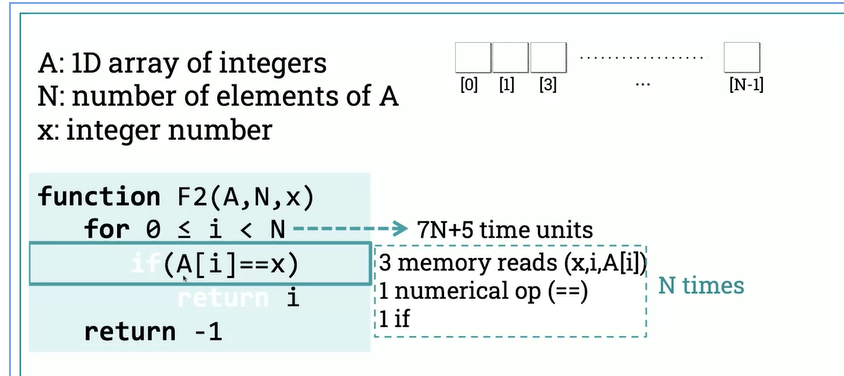 A: 1D array of integers
N: number of elements of A
x: integer number
[0] [1] [3] ... [N-1]
function F2(A,N,x)
for 0 ≤ i < N
7N+5 time units
if(A[i]==x)
3 memory reads (x,i,A[i])
return i
1 numerical op (==)
1 if
N times
return -1